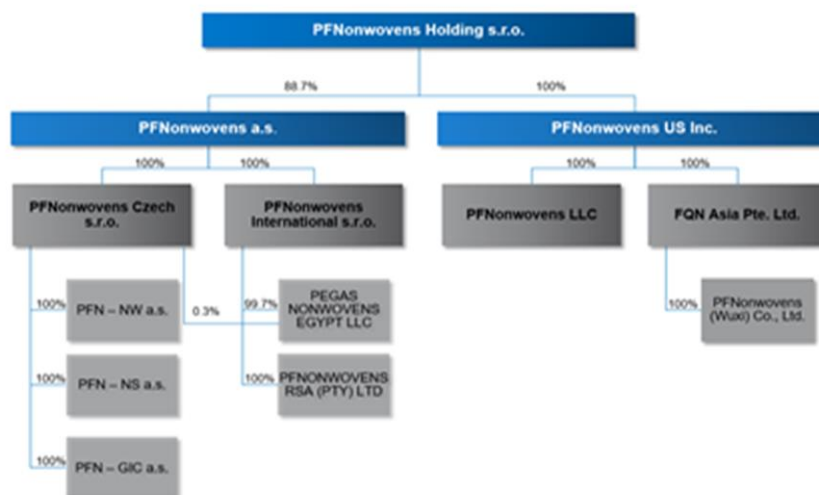 PFNonwovens Holding s.r.o.
88.7%
100%
PFNonwovens a.s.
PFNonwovens US Inc.
100%
100%
100%
100%
PFNonwovens Czech
s.r.o.
PFNonwovens
International s.r.o.
PFNonwovens LLC
FQN Asia Pte. Ltd.
100%
PFN – NW a.s.
0.3%
99.7%
PEGAS
NONWOVENS
EGYPT LLC
100%
PFNonwovens
(Wuxi) Co., Ltd.
100%
PFN – NS a.s.
100%
PFNONWOVENS
RSA (PTY) LTD
100%
PFN – GIC a.s.